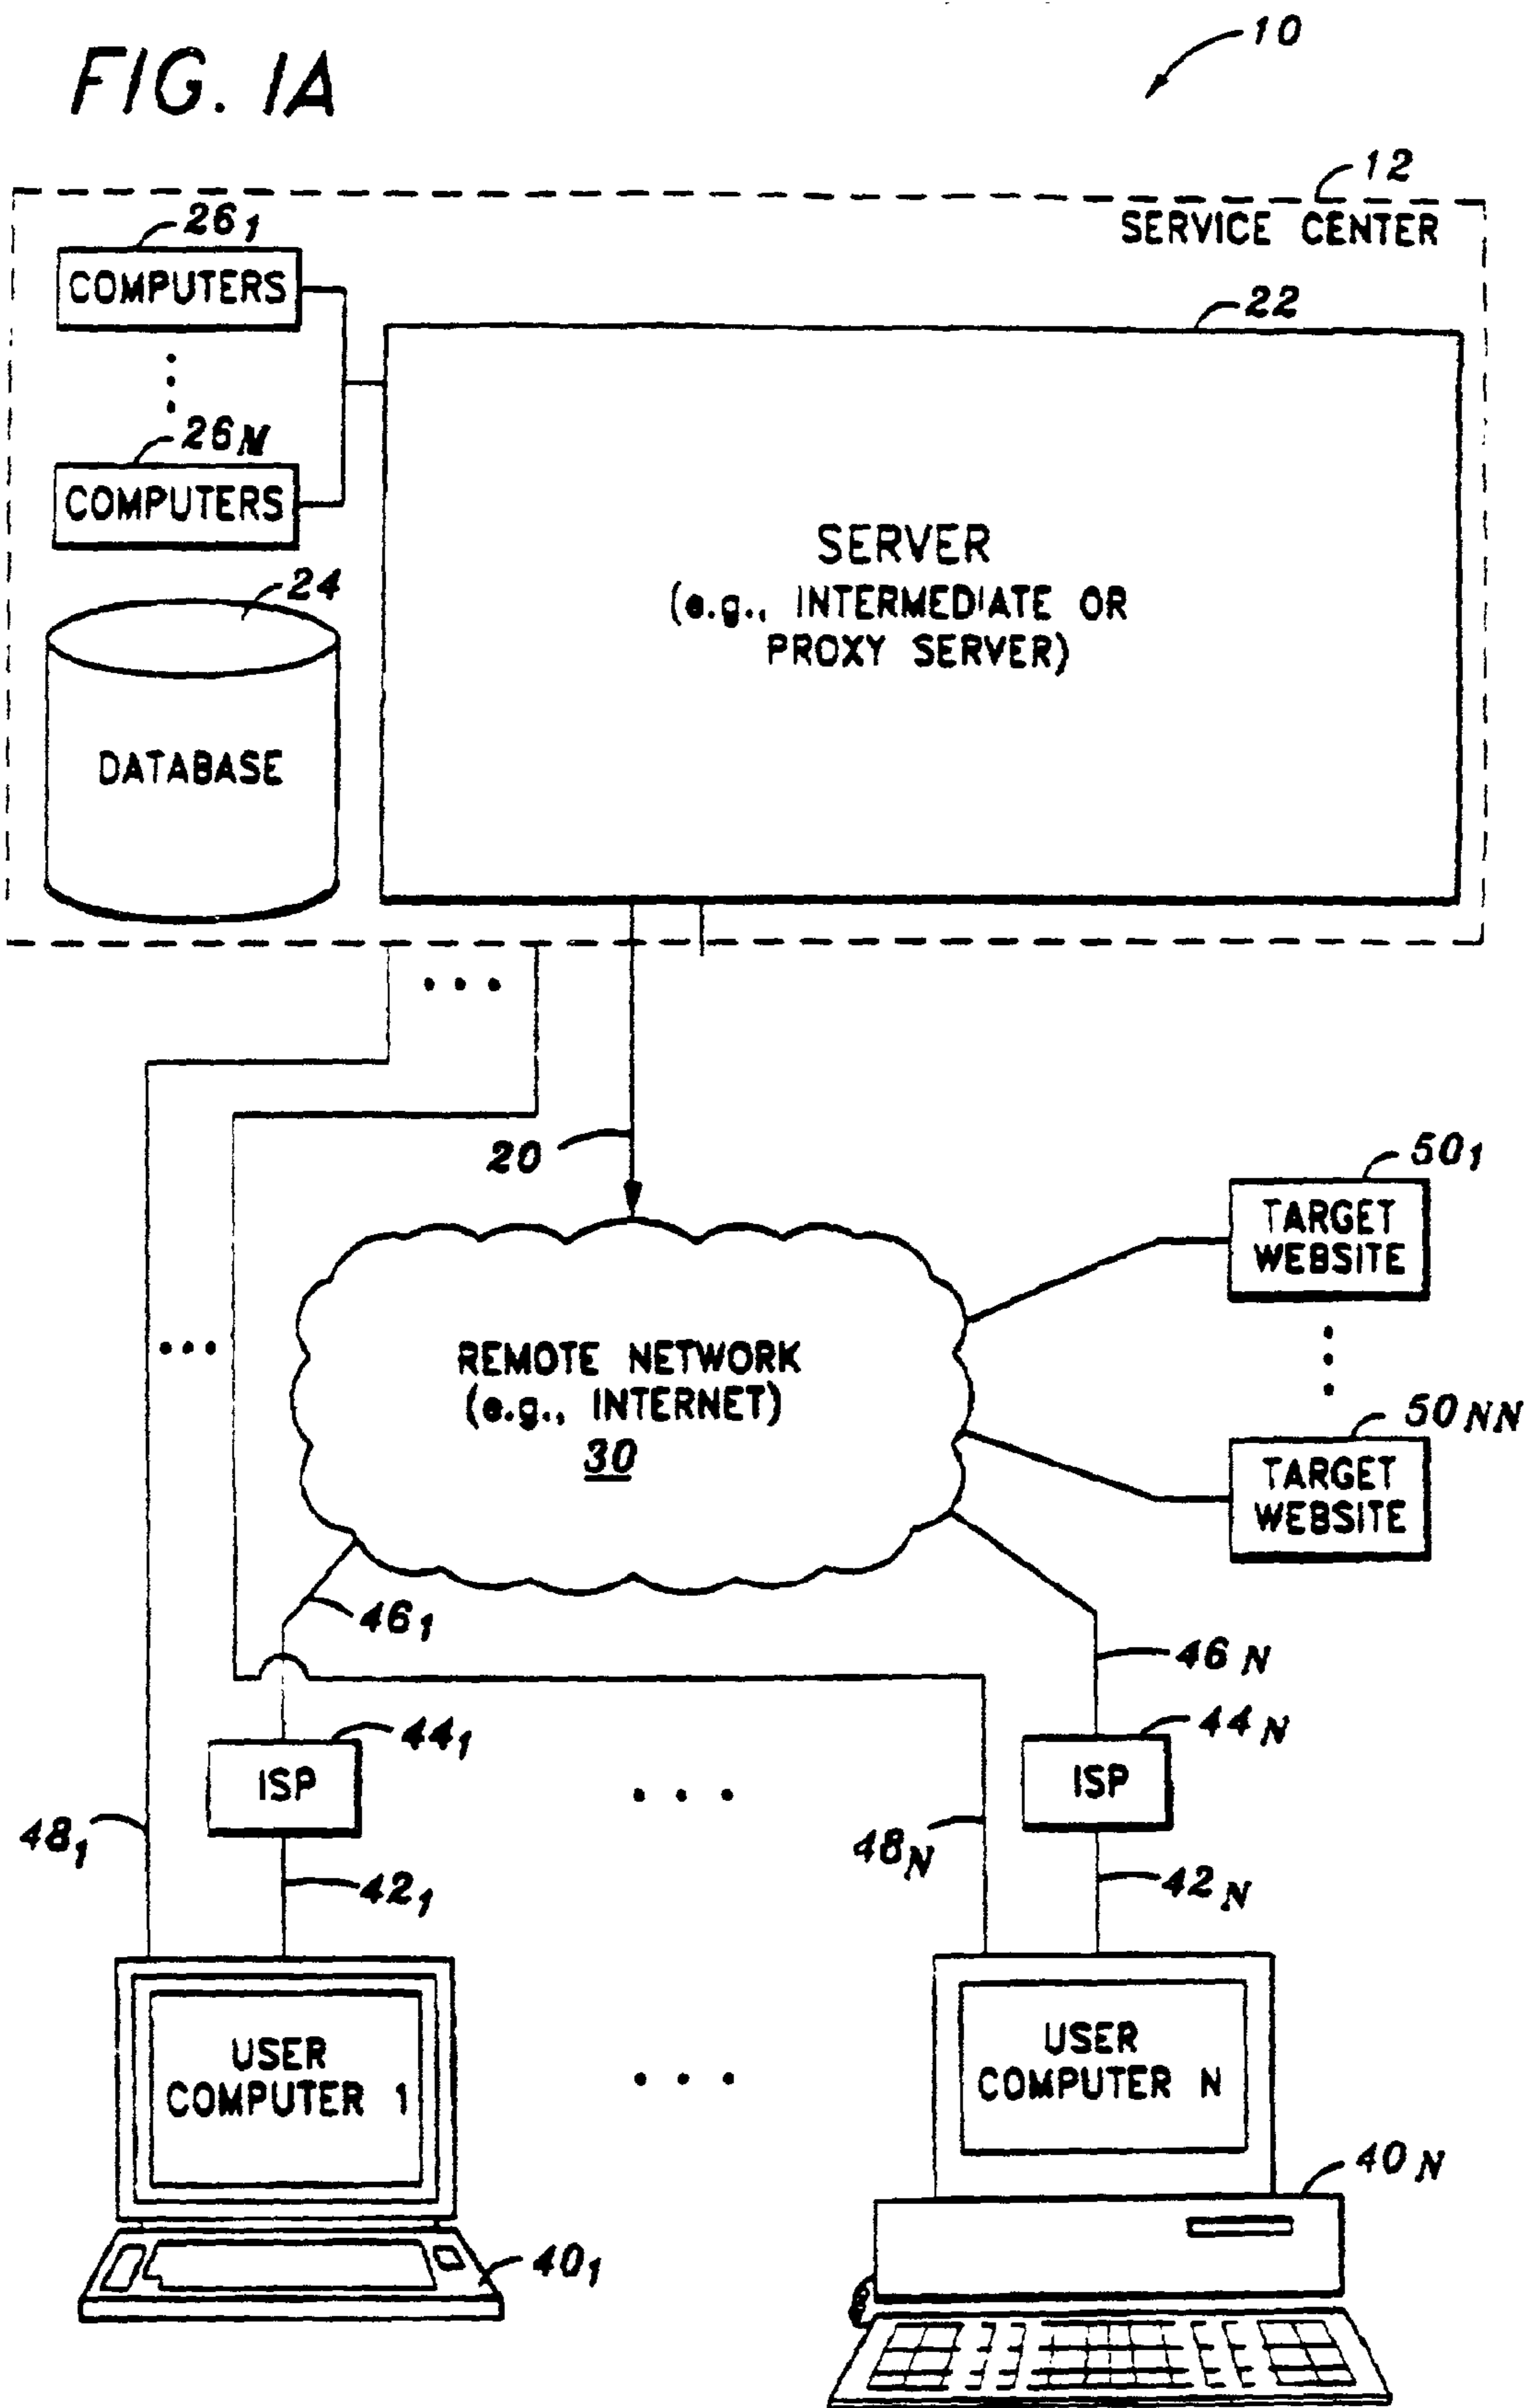 FIG. 1A
10
12
SERVICE CENTER
26₁
COMPUTERS
22
26M
COMPUTERS
SERVER
(e.g., INTERMEDIATE OR
PROXY SERVER)
24
DATABASE
20
50₁
TARGET
WEBSITE
REMOTE NETWORK
(e.g., INTERNET)
30
50NN
TARGET
WEBSITE
46₁
46N
44₁
ISP
44N
ISP
48₁
48N
42₁
42N
USER
COMPUTER 1
USER
COMPUTER N
40N
40₁